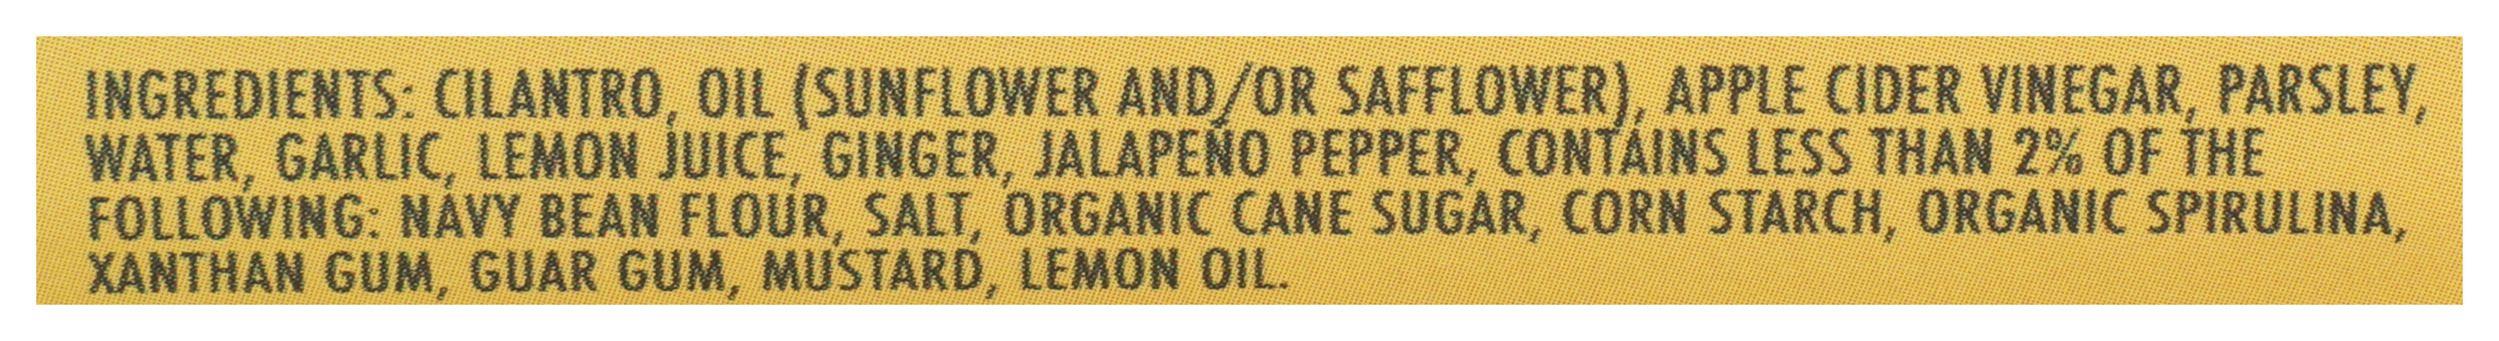 INGREDIENTS: CILANTRO, OIL (SUNFLOWER AND/OR SAFFLOWER), APPLE CIDER VINEGAR, PARSLEY,
WATER, GARLIC, LEMON JUICE, GINGER, JALAPEÑO PEPPER, CONTAINS LESS THAN 2% OF THE
FOLLOWING: NAVY BEAN FLOUR, SALT, ORGANIC CANE SUGAR, CORN STARCH, ORGANIC SPIRULINA,
XANTHAN GUM, GUAR GUM, MUSTARD, LEMON OIL.